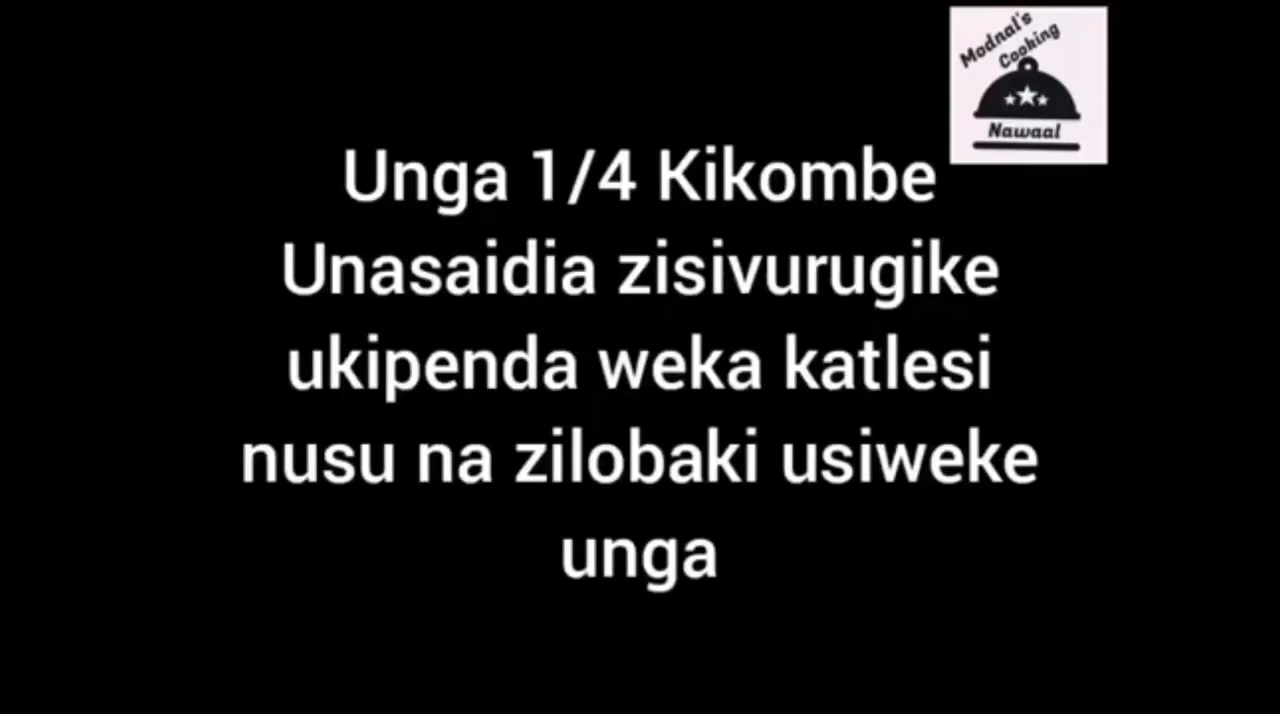 Modnal's
Cooking
Nawaal
Unga 1/4 Kikombe
Unasaidia zisivurugike
ukipenda weka katlesi
nusu na zilobaki usiweke
unga